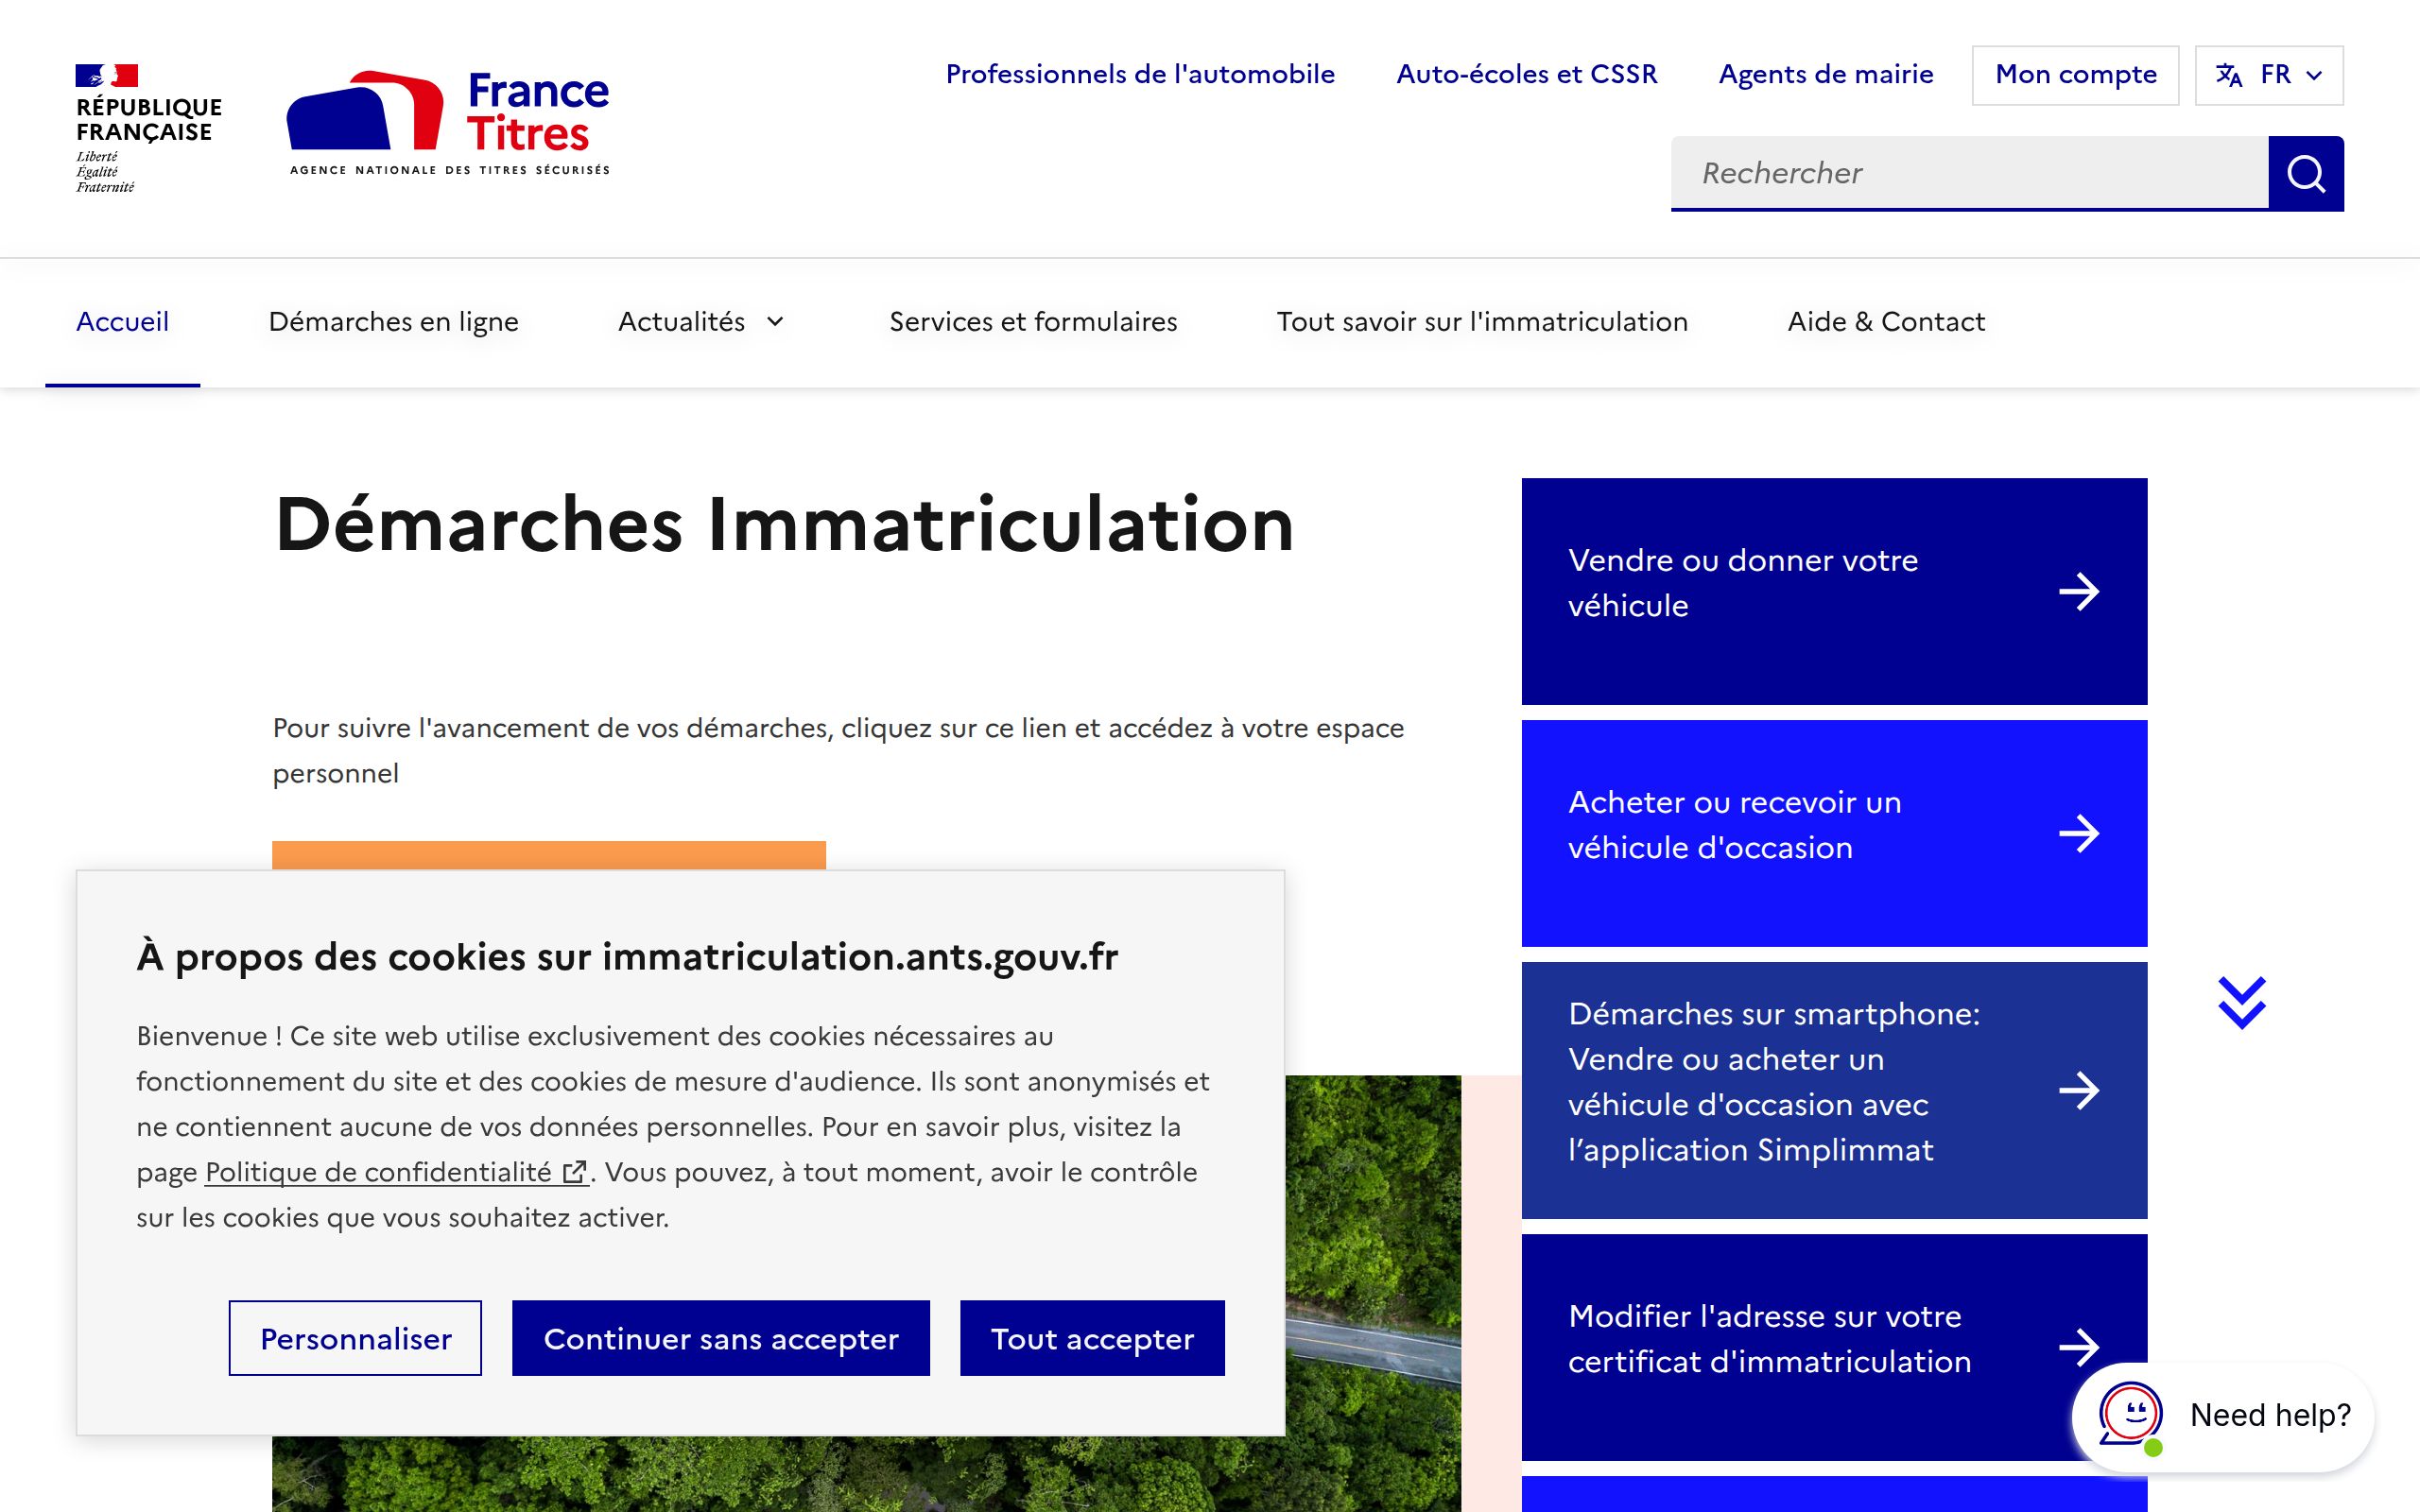 RÉPUBLIQUE
FRANÇAISE
Liberté
Égalité
Fraternité
France
Titres
AGENCE NATIONALE DES TITRES SÉCURISÉS
Professionnels de l'automobile
Auto-écoles et CSSR
Agents de mairie
Mon compte
FR
Rechercher
Accueil
Démarches en ligne
Actualités
Services et formulaires
Tout savoir sur l'immatriculation
Aide & Contact
Démarches Immatriculation
Pour suivre l'avancement de vos démarches, cliquez sur ce lien et accédez à votre espace
personnel
Vendre ou donner votre
véhicule
Acheter ou recevoir un
véhicule d'occasion
Démarches sur smartphone:
Vendre ou acheter un
véhicule d'occasion avec
l’application Simplimmat
Modifier l'adresse sur votre
certificat d'immatriculation
À propos des cookies sur immatriculation.ants.gouv.fr
Bienvenue ! Ce site web utilise exclusivement des cookies nécessaires au
fonctionnement du site et des cookies de mesure d'audience. Ils sont anonymisés et
ne contiennent aucune de vos données personnelles. Pour en savoir plus, visitez la
page Politique de confidentialité. Vous pouvez, à tout moment, avoir le contrôle
sur les cookies que vous souhaitez activer.
Personnaliser
Continuer sans accepter
Tout accepter
Need help?